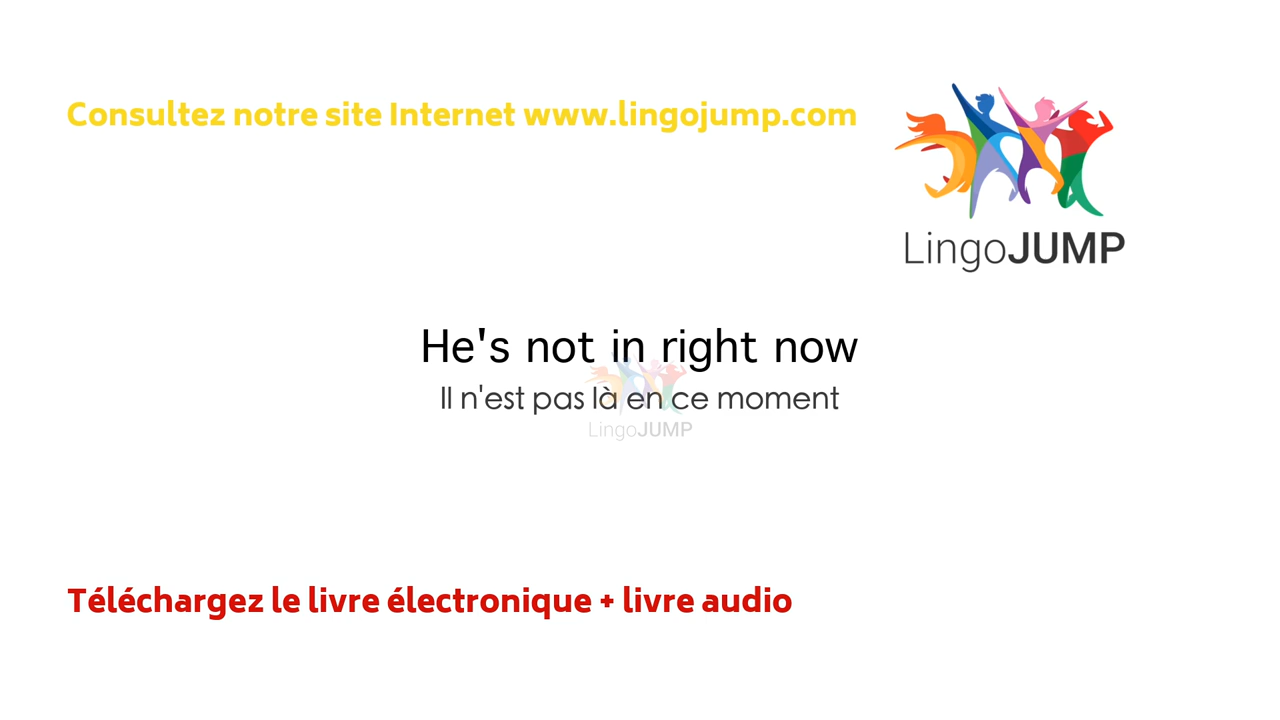 Consultez notre site Internet www.lingojump.com
LingoJUMP
He's not in right now
Il n'est pas là en ce moment
LingoJUMP
Téléchargez le livre électronique + livre audio